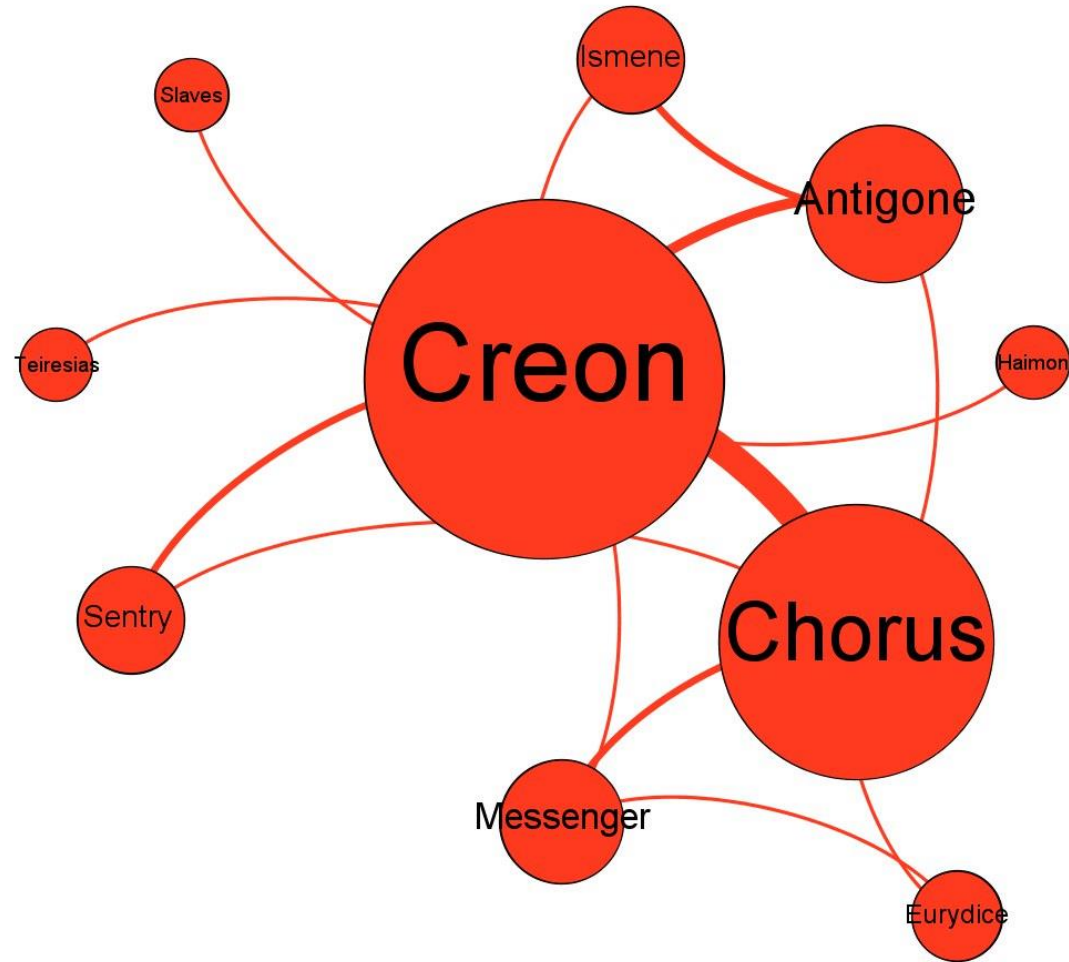 Ismene
Slaves
Antigone
Creon
Teiresias
Haimon
Sentry
Chorus
Messenger
Eurydice